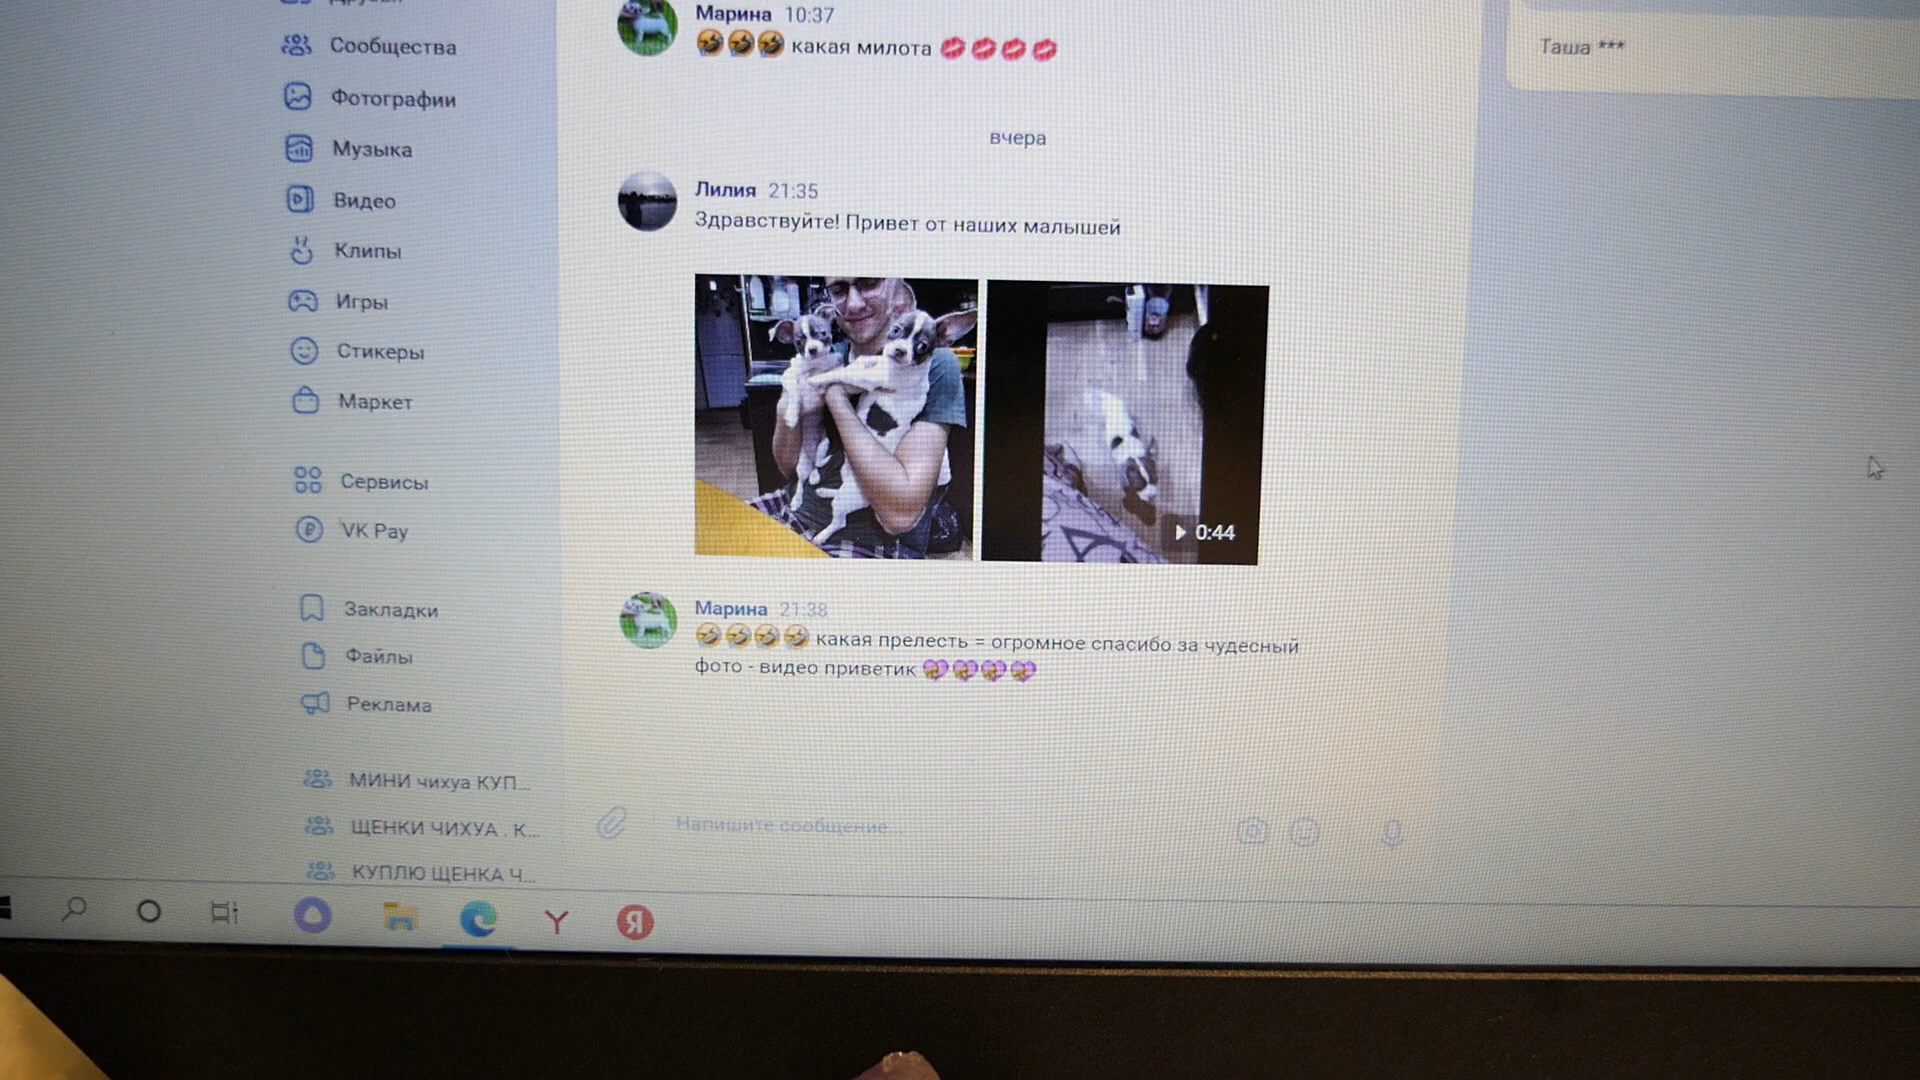 Марина 10:37
🤣🤣🤣 какая милота 💋💋💋💋
Таша ***
Сообщества
Фотографии
Музыка
Видео
Клипы
Игры
Стикеры
Маркет
Сервисы
VK Pay
Закладки
Файлы
Реклама
МИНИ чихуа КУП...
ЩЕНКИ ЧИХУА . К...
КУПЛЮ ЩЕНКА Ч...
вчера
Лилия 21:35
Здравствуйте! Привет от наших малышей
0:44
Марина 21:38
🤣🤣🤣🤣 какая прелесть = огромное спасибо за чудесный
фото - видео приветик 💝💝💝💝
Напишите сообщение...